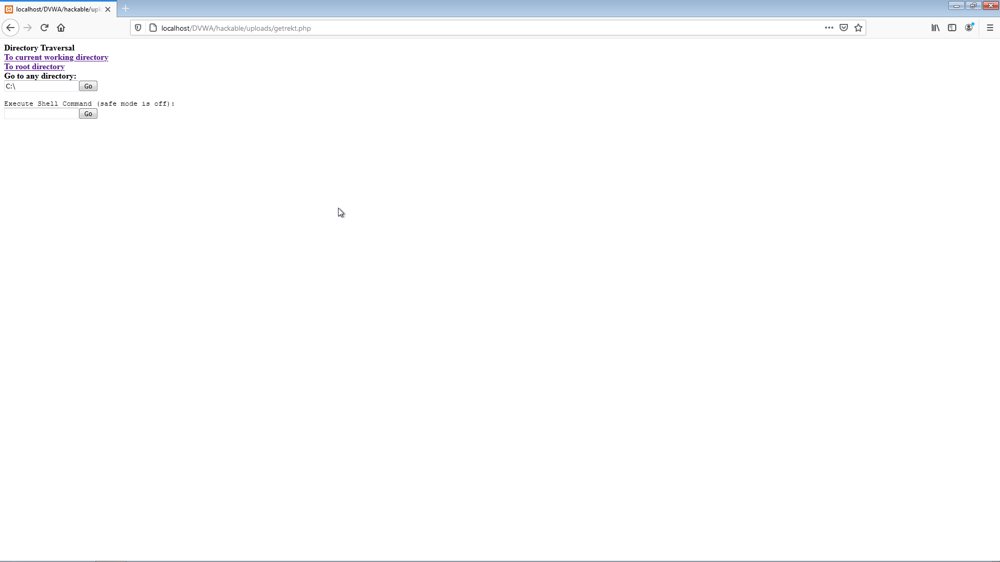 localhost/DVWA/hackable/uplo
localhost/DVWA/hackable/uploads/getrekt.php
Directory Traversal
To current working directory
To root directory
Go to any directory:
C:\ Go
Execute Shell Command (safe mode is off):
Go